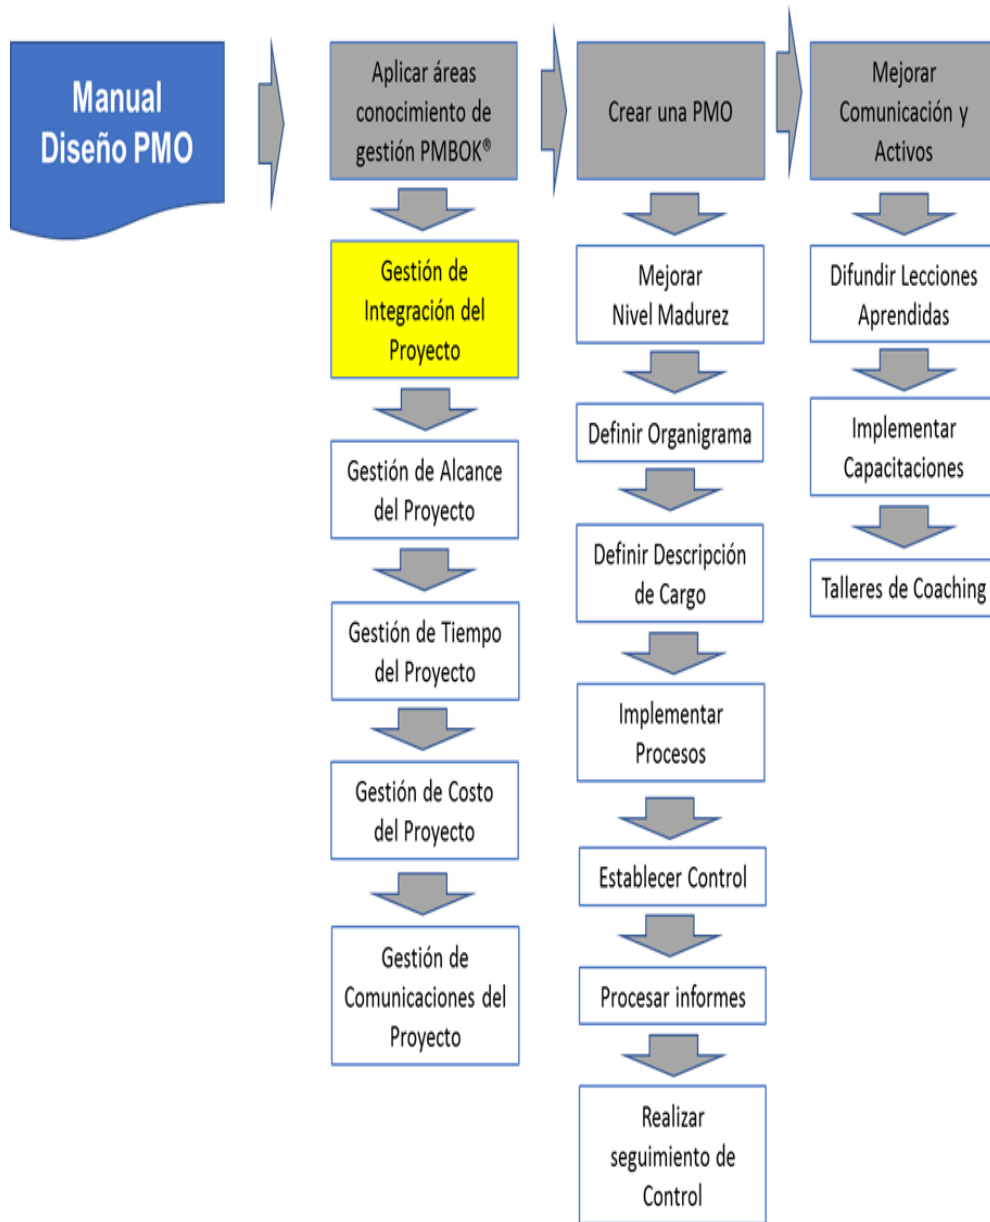 Manual
Diseño PMO
Aplicar áreas
conocimiento de
gestión PMBOK®
Gestión de
Integración del
Proyecto
Gestión de Alcance
del Proyecto
Gestión de Tiempo
del Proyecto
Gestión de Costo
del Proyecto
Gestión de
Comunicaciones del
Proyecto
Crear una PMO
Mejorar
Nivel Madurez
Definir Organigrama
Definir Descripción
de Cargo
Implementar
Procesos
Establecer Control
Procesar informes
Realizar
seguimiento de
Control
Mejorar
Comunicación y
Activos
Difundir Lecciones
Aprendidas
Implementar
Capacitaciones
Talleres de Coaching